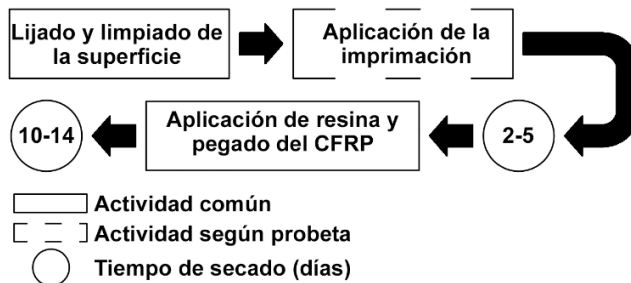 Lijado y limpiado de
la superficie
Aplicación de la
imprimación
2-5
Aplicación de resina y
pegado del CFRP
10-14
Actividad común
Actividad según probeta
Tiempo de secado (días)